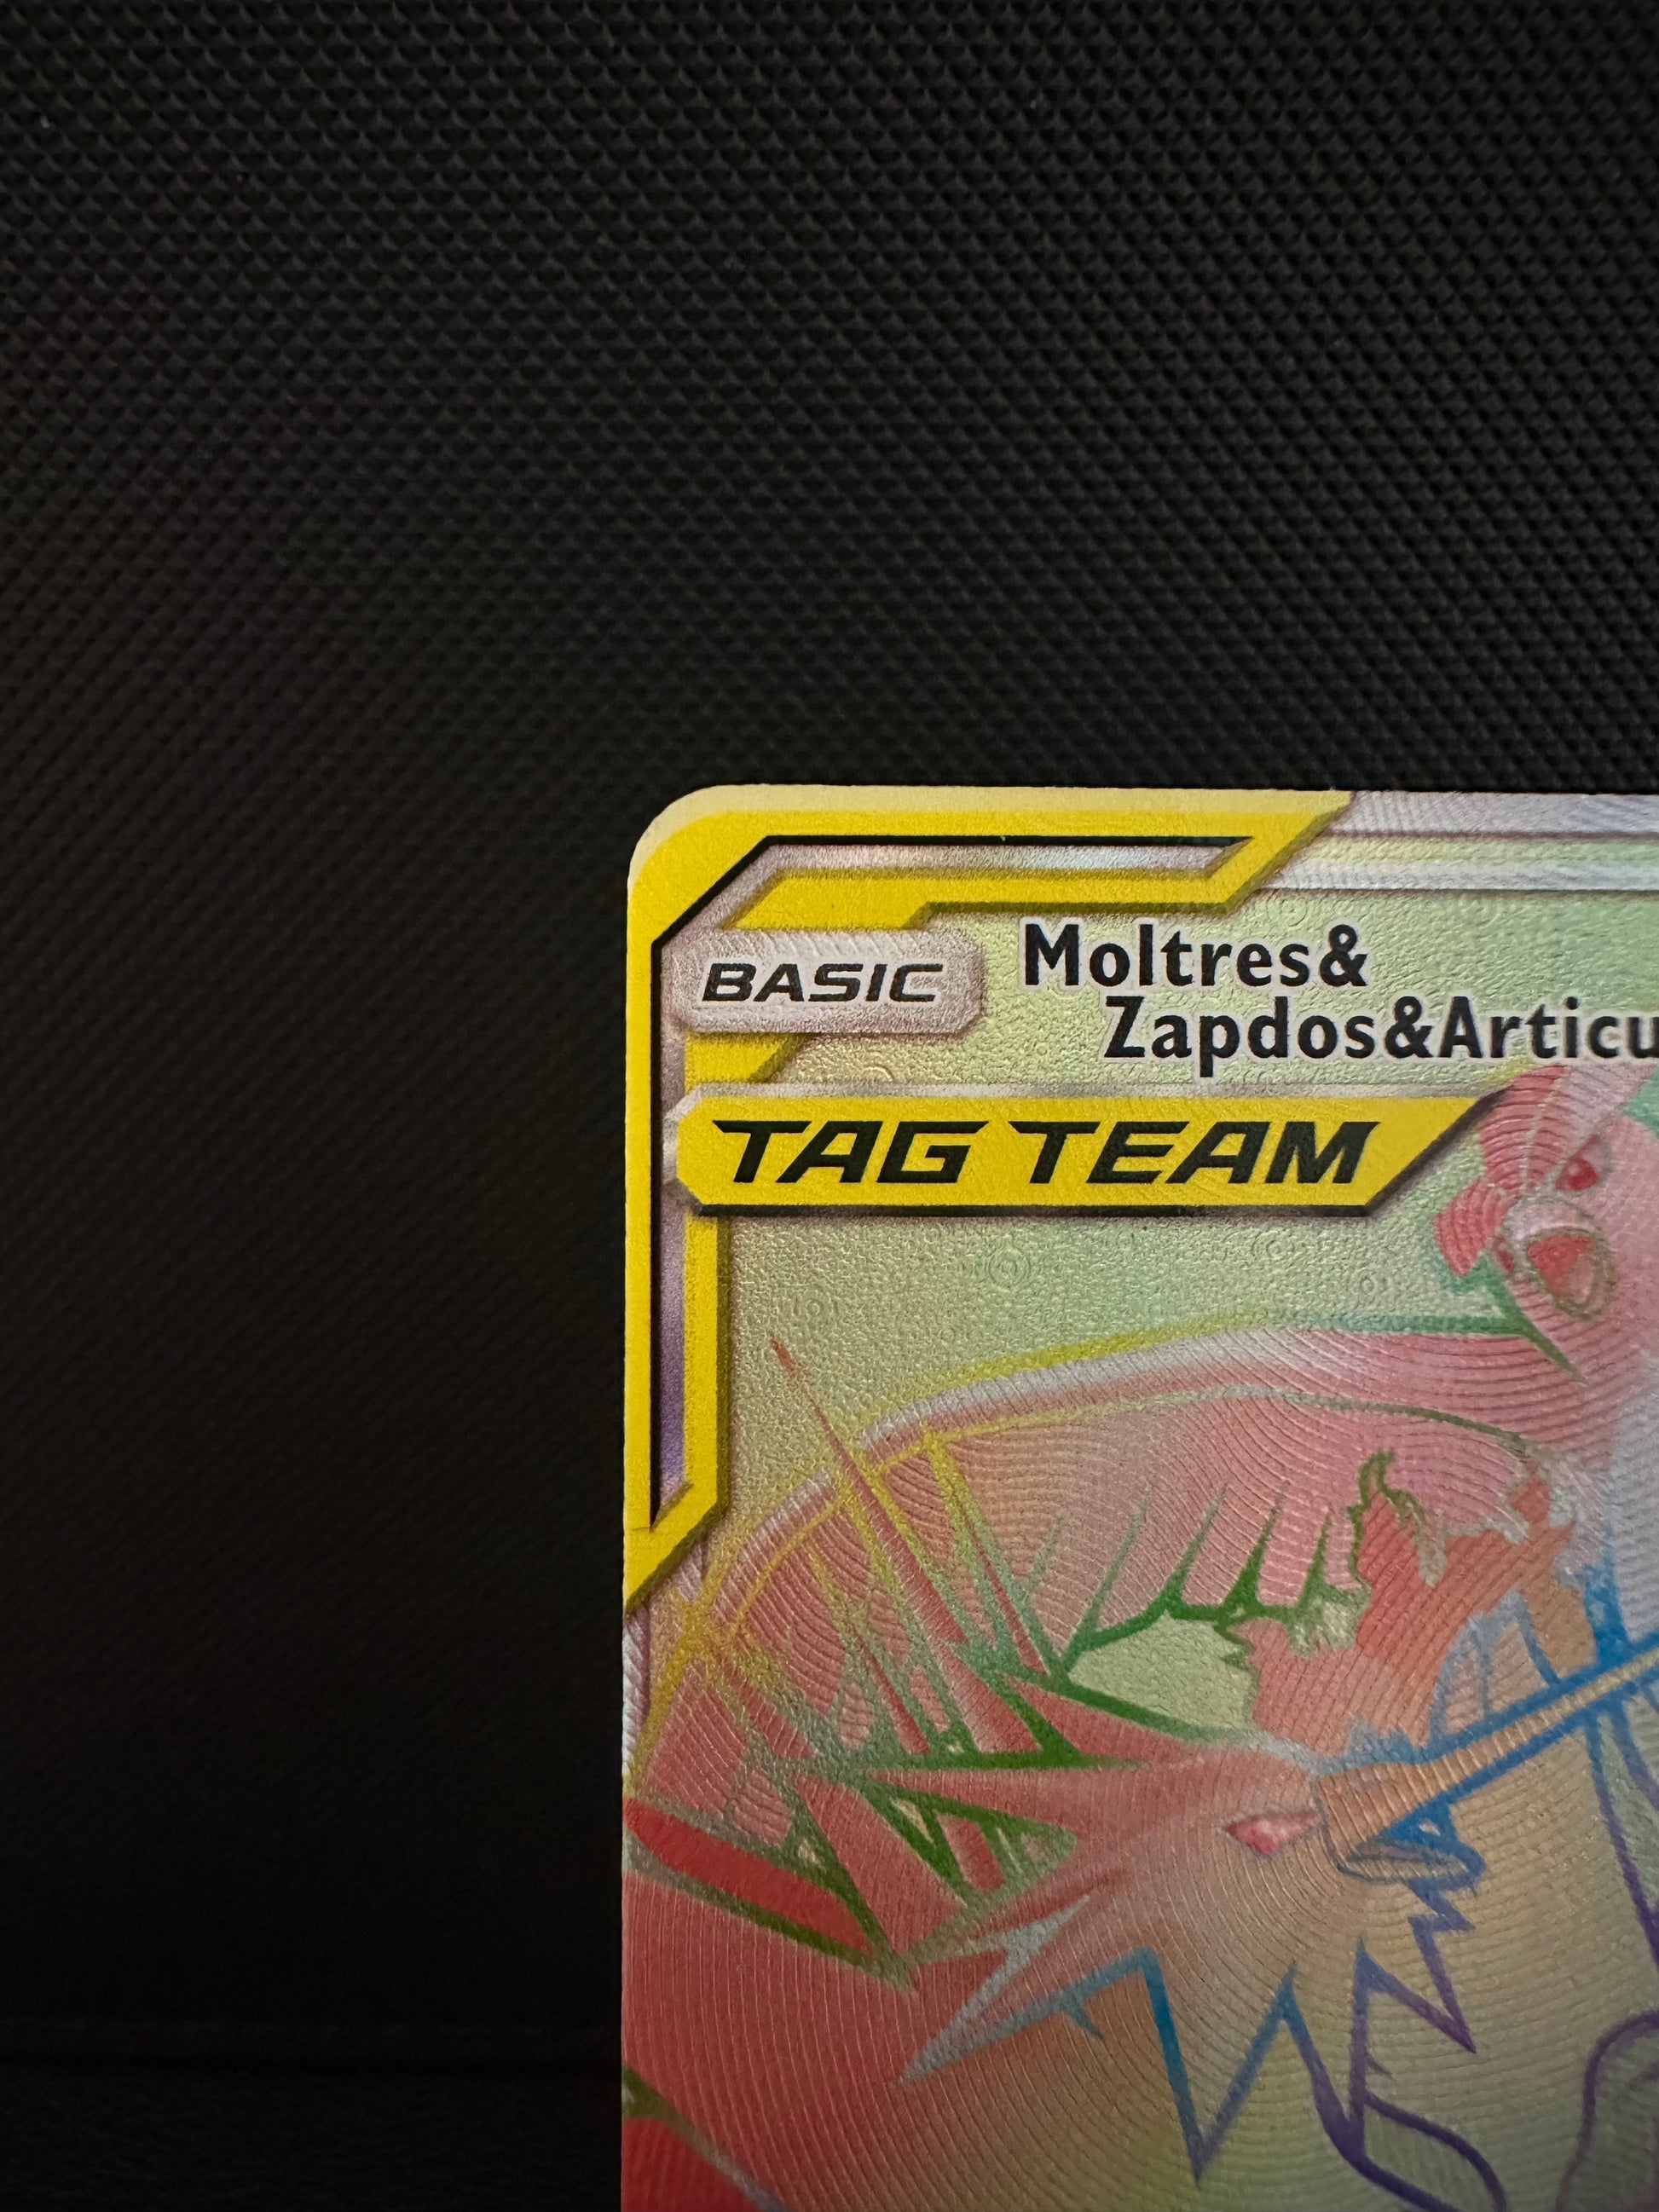 BASIC
Moltres&
Zapdos&Articu
TAG TEAM